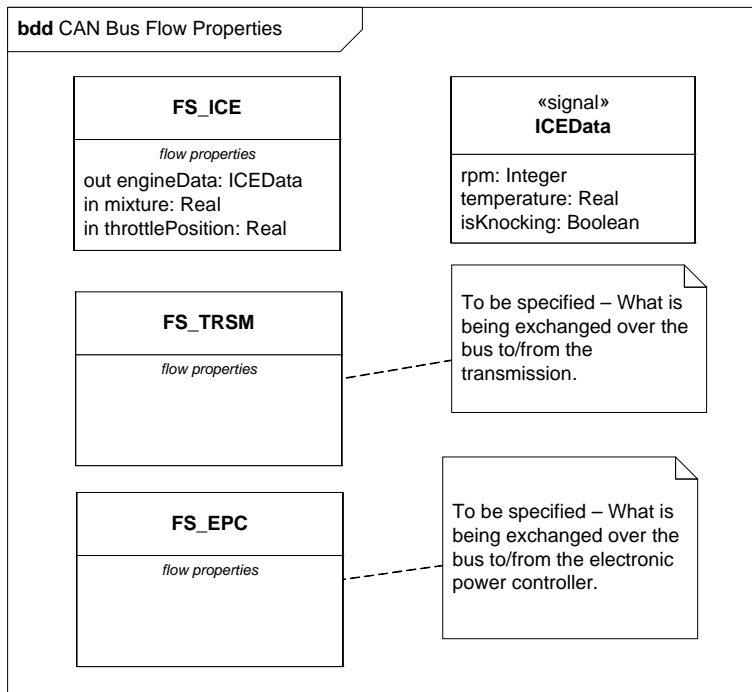 bdd CAN Bus Flow Properties
FS_ICE
flow properties
out engineData: ICEData
in mixture: Real
in throttlePosition: Real
«signal»
ICEData
rpm: Integer
temperature: Real
isKnocking: Boolean
FS_TRSM
flow properties
To be specified – What is
being exchanged over the
bus to/from the
transmission.
FS_EPC
flow properties
To be specified – What is
being exchanged over the
bus to/from the electronic
power controller.